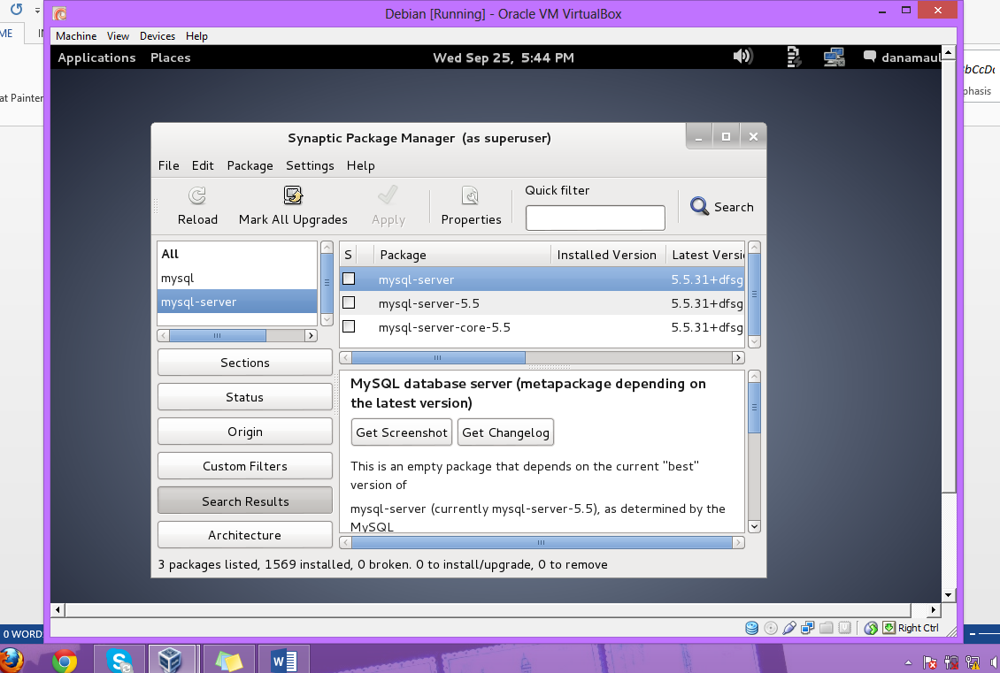 Debian [Running] - Oracle VM VirtualBox
ME
Machine View Devices Help
Applications Places Wed Sep 25, 5:44 PM danamaul
at Painter
Synaptic Package Manager (as superuser)
File Edit Package Settings Help
Quick filter
Reload Mark All Upgrades Apply Properties Search
All
mysql
mysql-server
S Package Installed Version Latest Versi
mysql-server 5.5.31+dfsg
mysql-server-5.5 5.5.31+dfsg
mysql-server-core-5.5 5.5.31+dfsg
Sections
Status
Origin
Custom Filters
Search Results
Architecture
MySQL database server (metapackage depending on
the latest version)
Get Screenshot Get Changelog
This is an empty package that depends on the current "best"
version of
mysql-server (currently mysql-server-5.5), as determined by the
MySQL
3 packages listed, 1569 installed, 0 broken. 0 to install/upgrade, 0 to remove
Right Ctrl
0 WORD